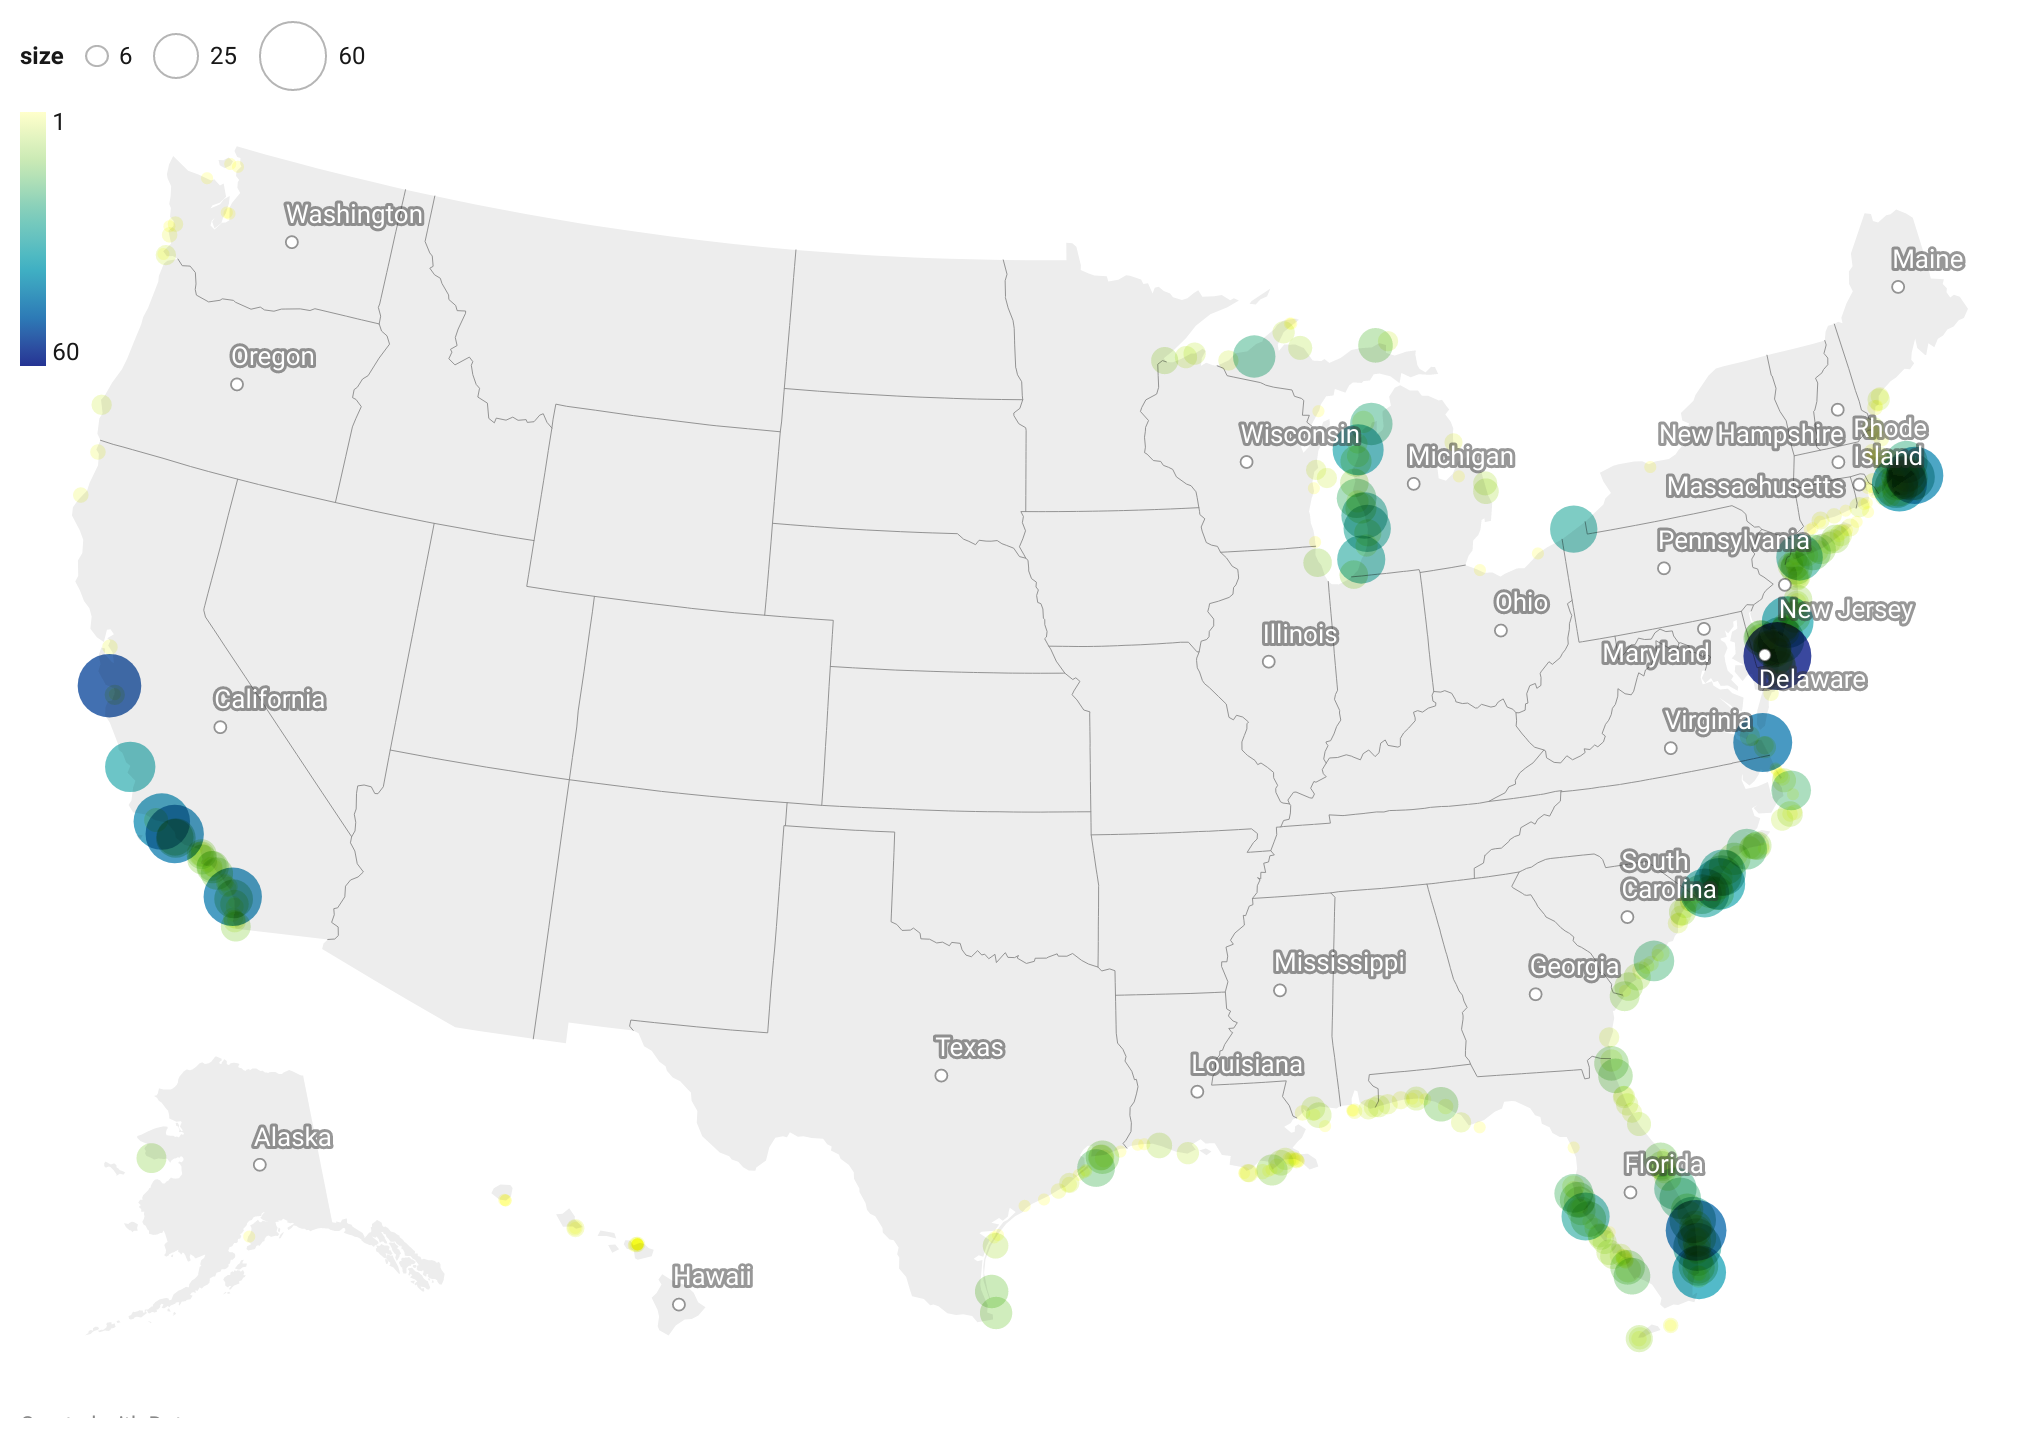 size 6 25 60
1
60
Washington
Maine
Oregon
New Hampshire Rhode
Island
Wisconsin
Michigan
Massachusetts
Pennsylvania
Ohio
New Jersey
Illinois
Maryland
Delaware
California
Virginia
South
Carolina
Mississippi
Georgia
Texas
Louisiana
Alaska
Florida
Hawaii